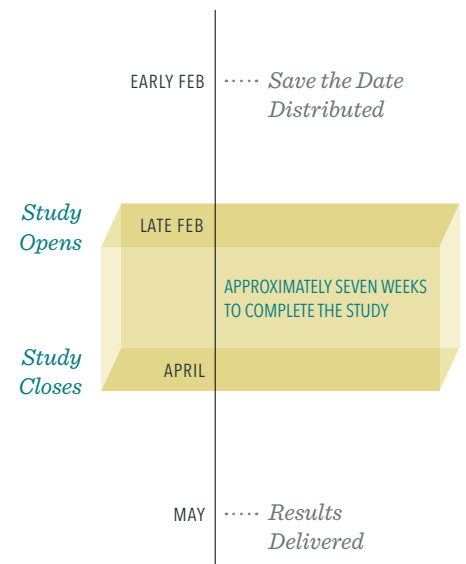 EARLY FEB
Save the Date
Distributed
Study
Opens
LATE FEB
APPROXIMATELY SEVEN WEEKS
TO COMPLETE THE STUDY
Study
Closes
APRIL
MAY
Results
Delivered